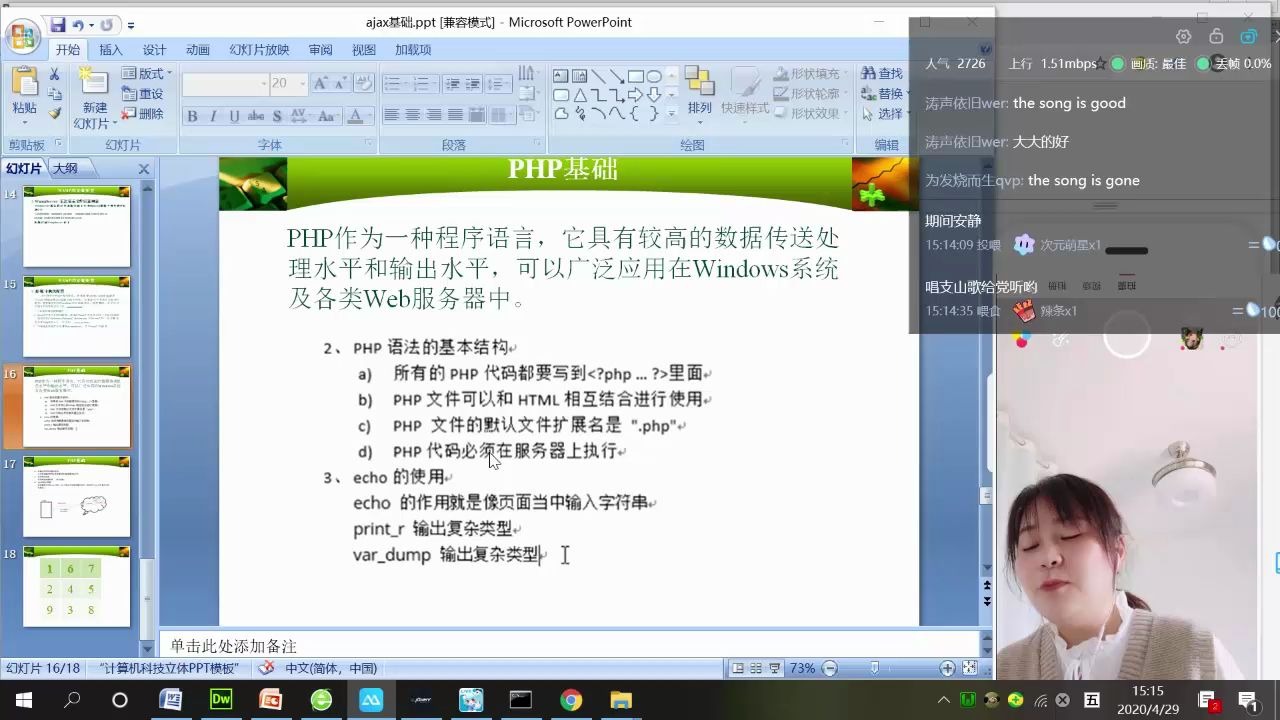 ajax基础.ppt [兼容模式] - Microsoft PowerPoint
开始 插入 设计 动画 幻灯片放映 审阅 视图 加载项
粘贴
剪贴板
新建
幻灯片
版式
重设
删除
幻灯片
20
B I U abe S AV Aa A
字体
段落
排列
快速样式
形状填充
形状轮廓
形状效果
绘图
查找
替换
选择
编辑
幻灯片 大纲
14
15
16
17
18
1 6 7
2 4 5
9 3 8
PHP基础
PHP作为一种程序语言，它具有较高的数据传送处
理水平和输出水平，可以广泛应用在Windows系统
及各类Web服务器中。
2、 PHP 语法的基本结构
a) 所有的 PHP 代码都要写到<?php ... ?>里面
b) PHP 文件可以和 HTML 相互结合进行使用
c) PHP 文件的默认文件扩展名是 ".php"
d) PHP 代码必须在服务器上执行
3、 echo 的使用
echo 的作用就是像页面当中输入字符串
print_r 输出复杂类型
var_dump 输出复杂类型
单击此处添加备注
幻灯片 16/18 "计算机科技立体PPT模板" 中文(简体，中国) 73%
人气 2726 上行 1.51mbps 画质: 最佳 丢帧 0.0%
涛声依旧wer: the song is good
涛声依旧wer: 大大的好
为发烧而生qvp: the song is gone
期间安静
15:14:09 投喂 次元萌星x1
唱支山歌给党听哟
15:14:35 喂食 辣条x1
Dw
五
15:15
2020/4/29
2
1